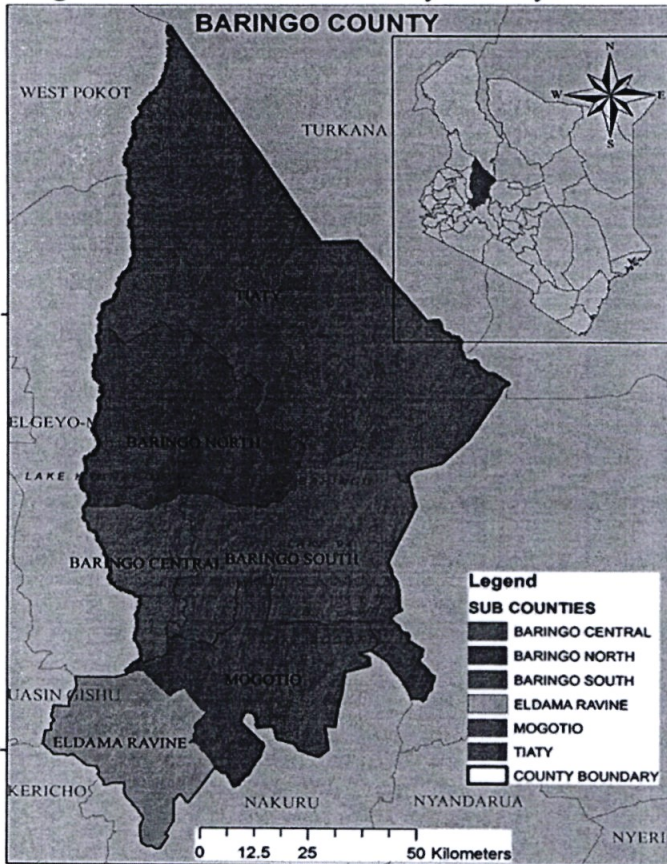 BARINGO COUNTY
WEST POKOT
TURKANA
N
W
E
S
TIATY
ELGEYO-M
BARINGO NORTH
LAKE
BARINGO CENTRAL
BARINGO SOUTH
MOGOTIO
UASIN GISHU
ELDAMA RAVINE
KERICHO
NAKURU
NYANDARUA
NYERI
Legend
SUB COUNTIES
BARINGO CENTRAL
BARINGO NORTH
BARINGO SOUTH
ELDAMA RAVINE
MOGOTIO
TIATY
COUNTY BOUNDARY
0 12.5 25 50 Kilometers